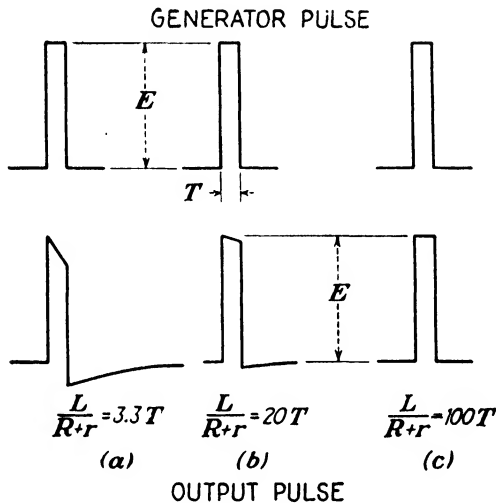 GENERATOR PULSE
E
T
E
L/R+r = 3.3T L/R+r = 20T L/R+r = 100T
(a) (b) (c)
OUTPUT PULSE